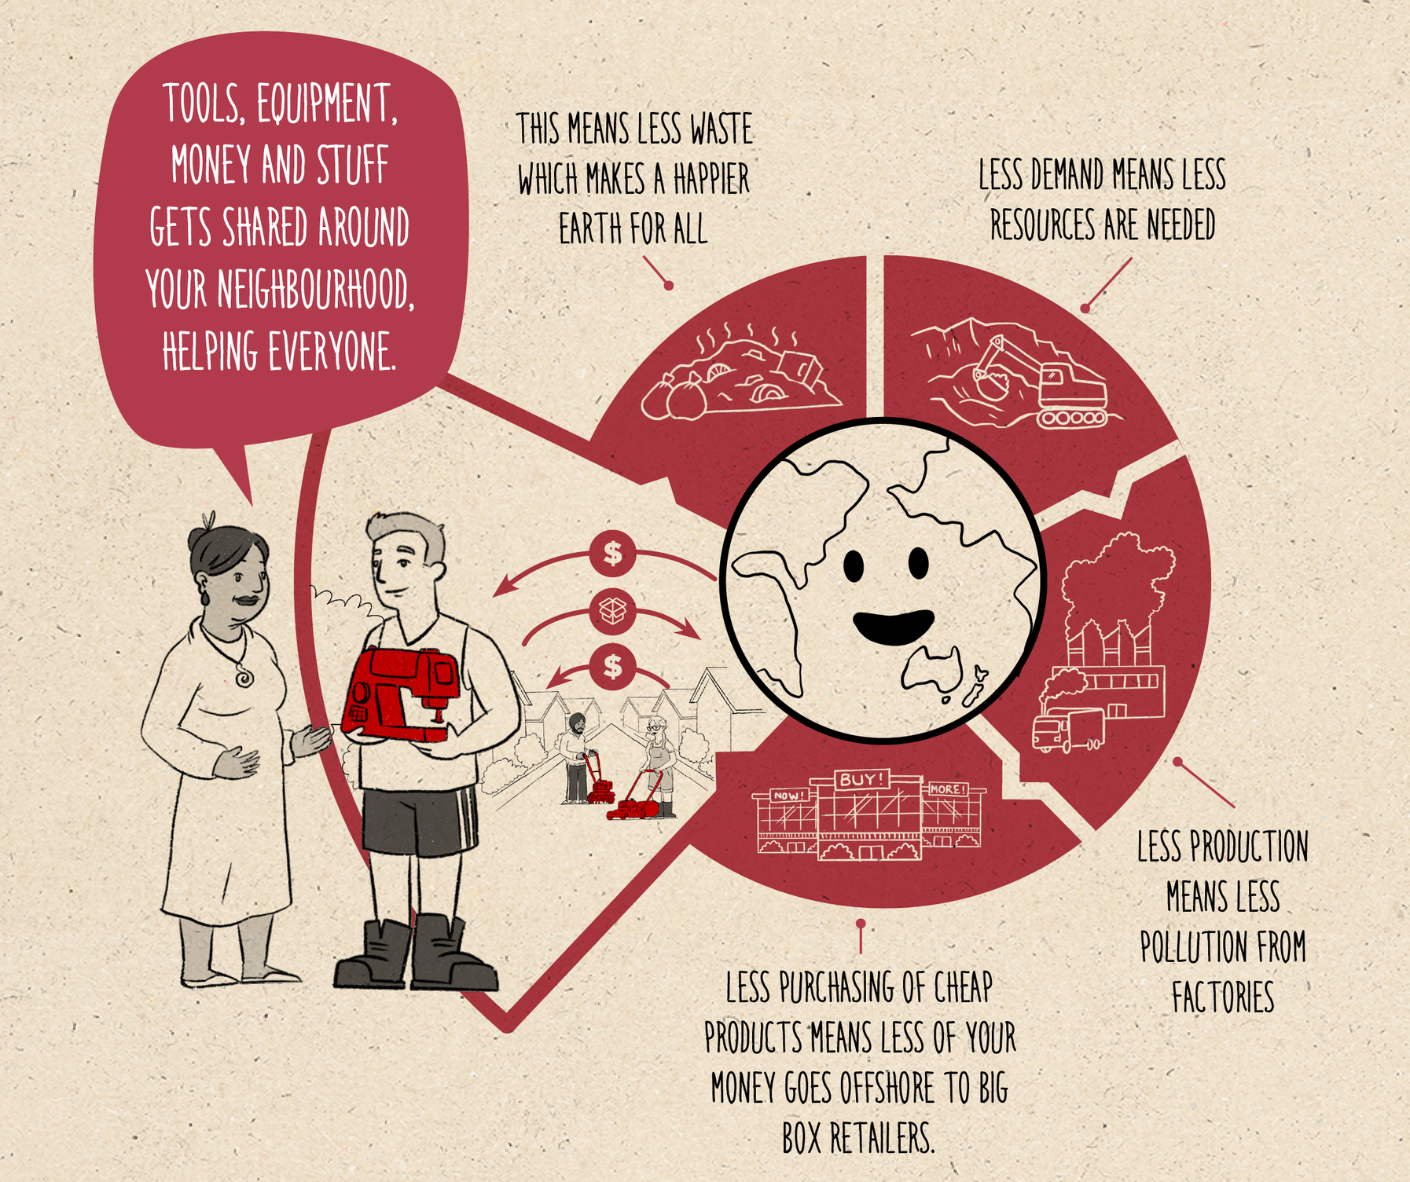 TOOLS, EQUIPMENT,
MONEY AND STUFF
GETS SHARED AROUND
YOUR NEIGHBOURHOOD,
HELPING EVERYONE.
THIS MEANS LESS WASTE
WHICH MAKES A HAPPIER
EARTH FOR ALL
LESS DEMAND MEANS LESS
RESOURCES ARE NEEDED
$
$
NOW!
BUY!
MORE!
LESS PRODUCTION
MEANS LESS
POLLUTION FROM
FACTORIES
LESS PURCHASING OF CHEAP
PRODUCTS MEANS LESS OF YOUR
MONEY GOES OFFSHORE TO BIG
BOX RETAILERS.